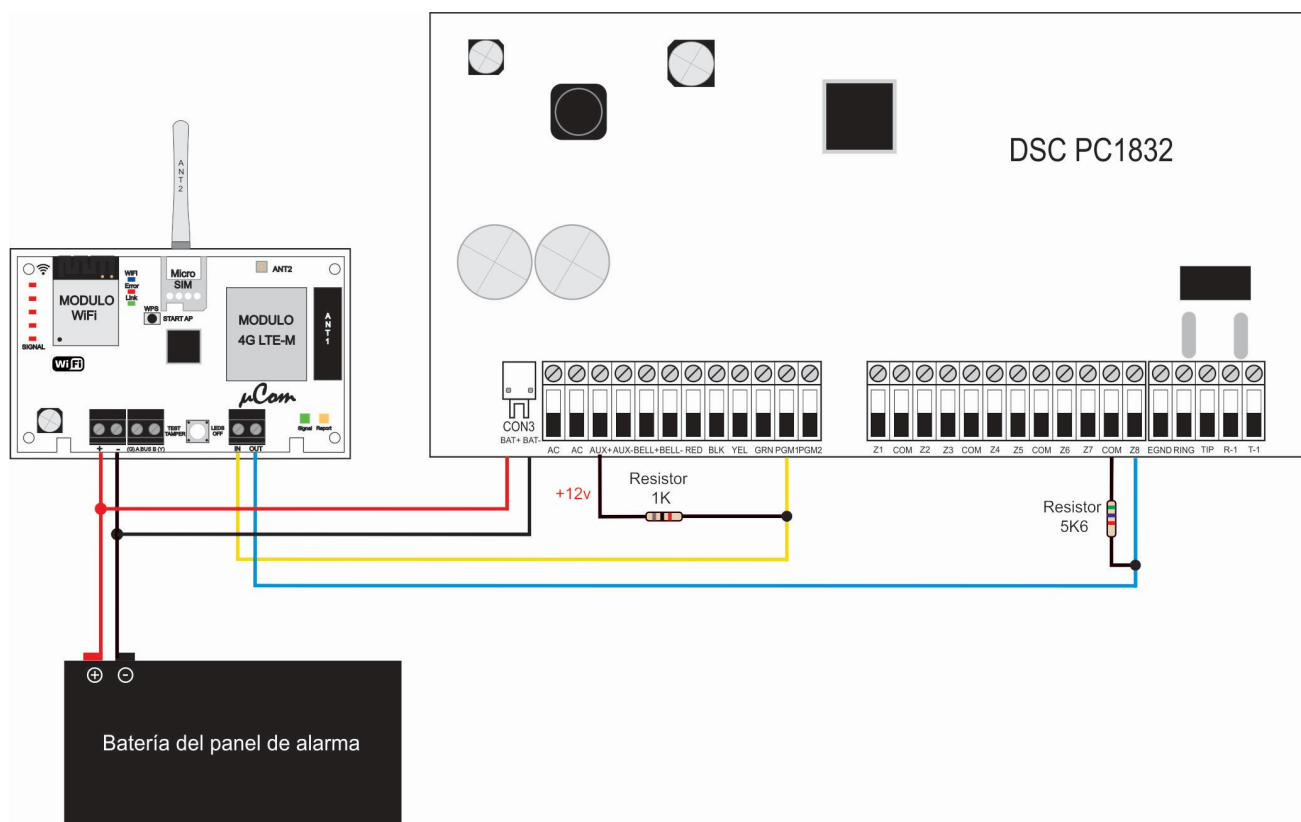 DSC PC1832
ANT2
MODULO
WiFi
WiFi
Error
Link
Micro
SIM
ANT2
WPS
START AP
MODULO
4G LTE-M
ANT1
SIGNAL
WiFi
µCom
TEST
TAMPER
LEDS
OFF
Signal
Report
+
-
(G) A BUS B (Y)
IN
OUT
CON3
BAT+ BAT-
AC
AC
AUX+
AUX-
BELL+
BELL-
RED
BLK
YEL
GRN
PGM1
PGM2
Z1
COM
Z2
Z3
COM
Z4
Z5
COM
Z6
Z7
COM
Z8
EGND
RING
TIP
R-1
T-1
+12v
Resistor
1K
Resistor
5K6
+
-
Batería del panel de alarma